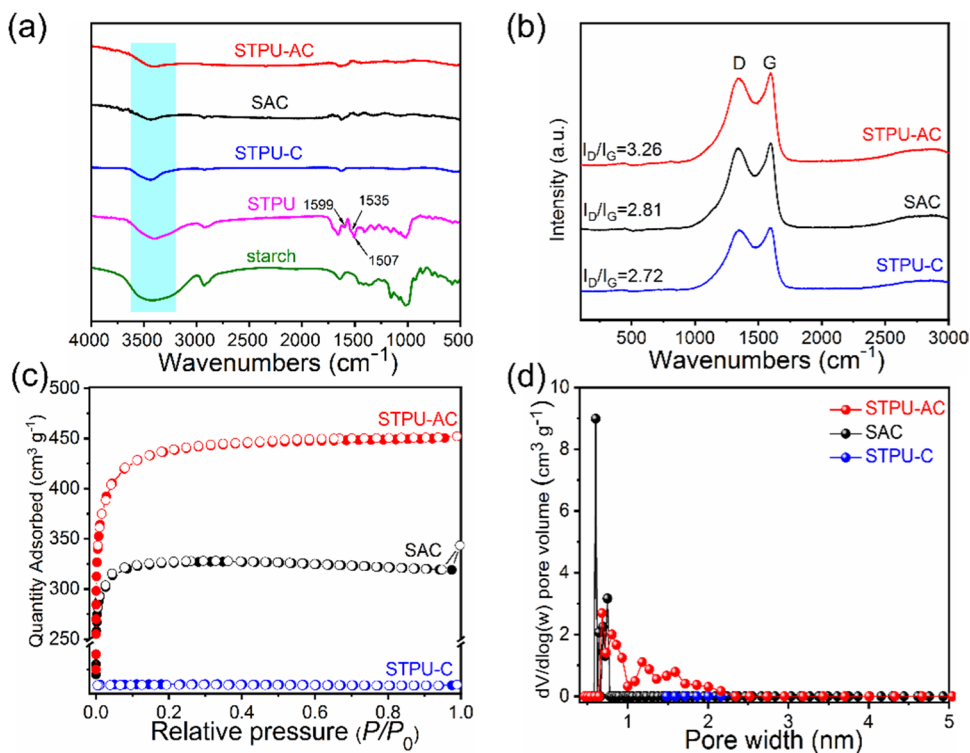 (a)
STPU-AC
SAC
STPU-C
STPU
1599
1535
1507
starch
4000 3500 3000 2500 2000 1500 1000 500
Wavenumbers (cm⁻¹)
(b)
D G
Intensity (a.u.)
STPU-AC
I_D/I_G=3.26
SAC
I_D/I_G=2.81
STPU-C
I_D/I_G=2.72
500 1000 1500 2000 2500 3000
Wavenumbers (cm⁻¹)
(c)
Quantity Adsorbed (cm³ g⁻¹)
500
450
400
350
300
250
STPU-AC
SAC
STPU-C
0.0 0.2 0.4 0.6 0.8 1.0
Relative pressure (P/P₀)
(d)
dV/dlog(w) pore volume (cm³ g⁻¹)
10
8
6
4
2
0
STPU-AC
SAC
STPU-C
1 2 3 4 5
Pore width (nm)